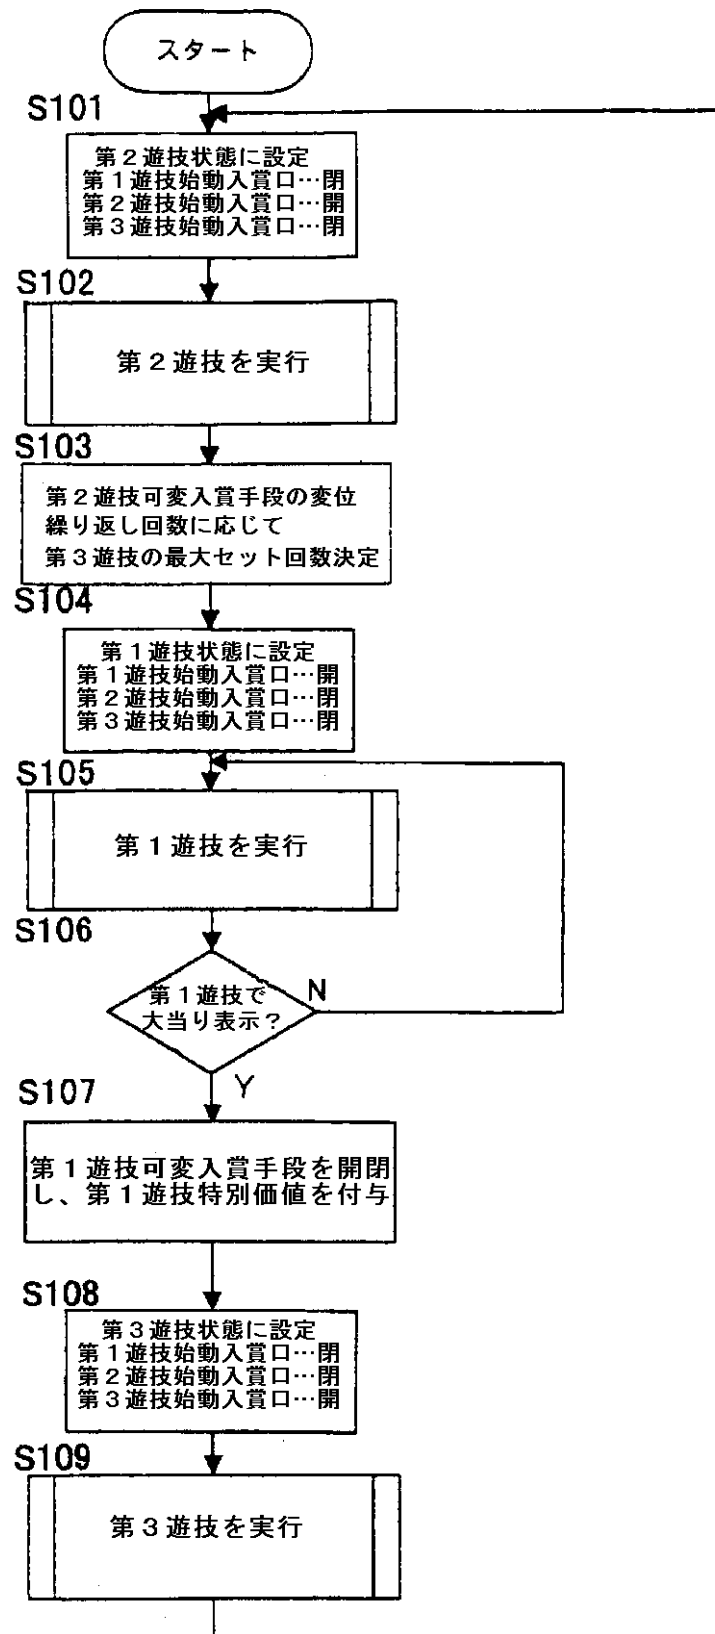 スタート
S101
第2遊技状態に設定
第1遊技始動入賞口…閉
第2遊技始動入賞口…開
第3遊技始動入賞口…閉
S102
第2遊技を実行
S103
第2遊技可変入賞手段の変位
繰り返し回数に応じて
第3遊技の最大セット回数決定
S104
第1遊技状態に設定
第1遊技始動入賞口…開
第2遊技始動入賞口…閉
第3遊技始動入賞口…閉
S105
第1遊技を実行
S106
第1遊技で
大当り表示？
N
Y
S107
第1遊技可変入賞手段を開閉
し、第1遊技特別価値を付与
S108
第3遊技状態に設定
第1遊技始動入賞口…閉
第2遊技始動入賞口…閉
第3遊技始動入賞口…開
S109
第3遊技を実行